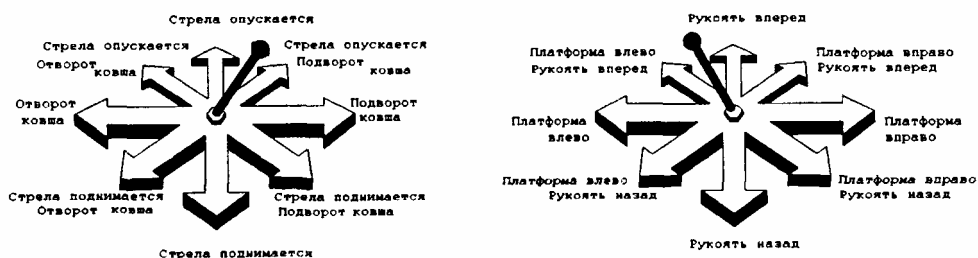 Стрела опускается
Стрела опускается
Отворот
ковша
Стрела опускается
Подворот
ковша
Отворот
ковша
Подворот
ковша
Стрела поднимается
Отворот ковша
Стрела поднимается
Подворот ковша
Стрела поднимается
Рукоять вперед
Платформа влево
Рукоять вперед
Платформа вправо
Рукоять вперед
Платформа
влево
Платформа
вправо
Платформа влево
Рукоять назад
Платформа вправо
Рукоять назад
Рукоять назад